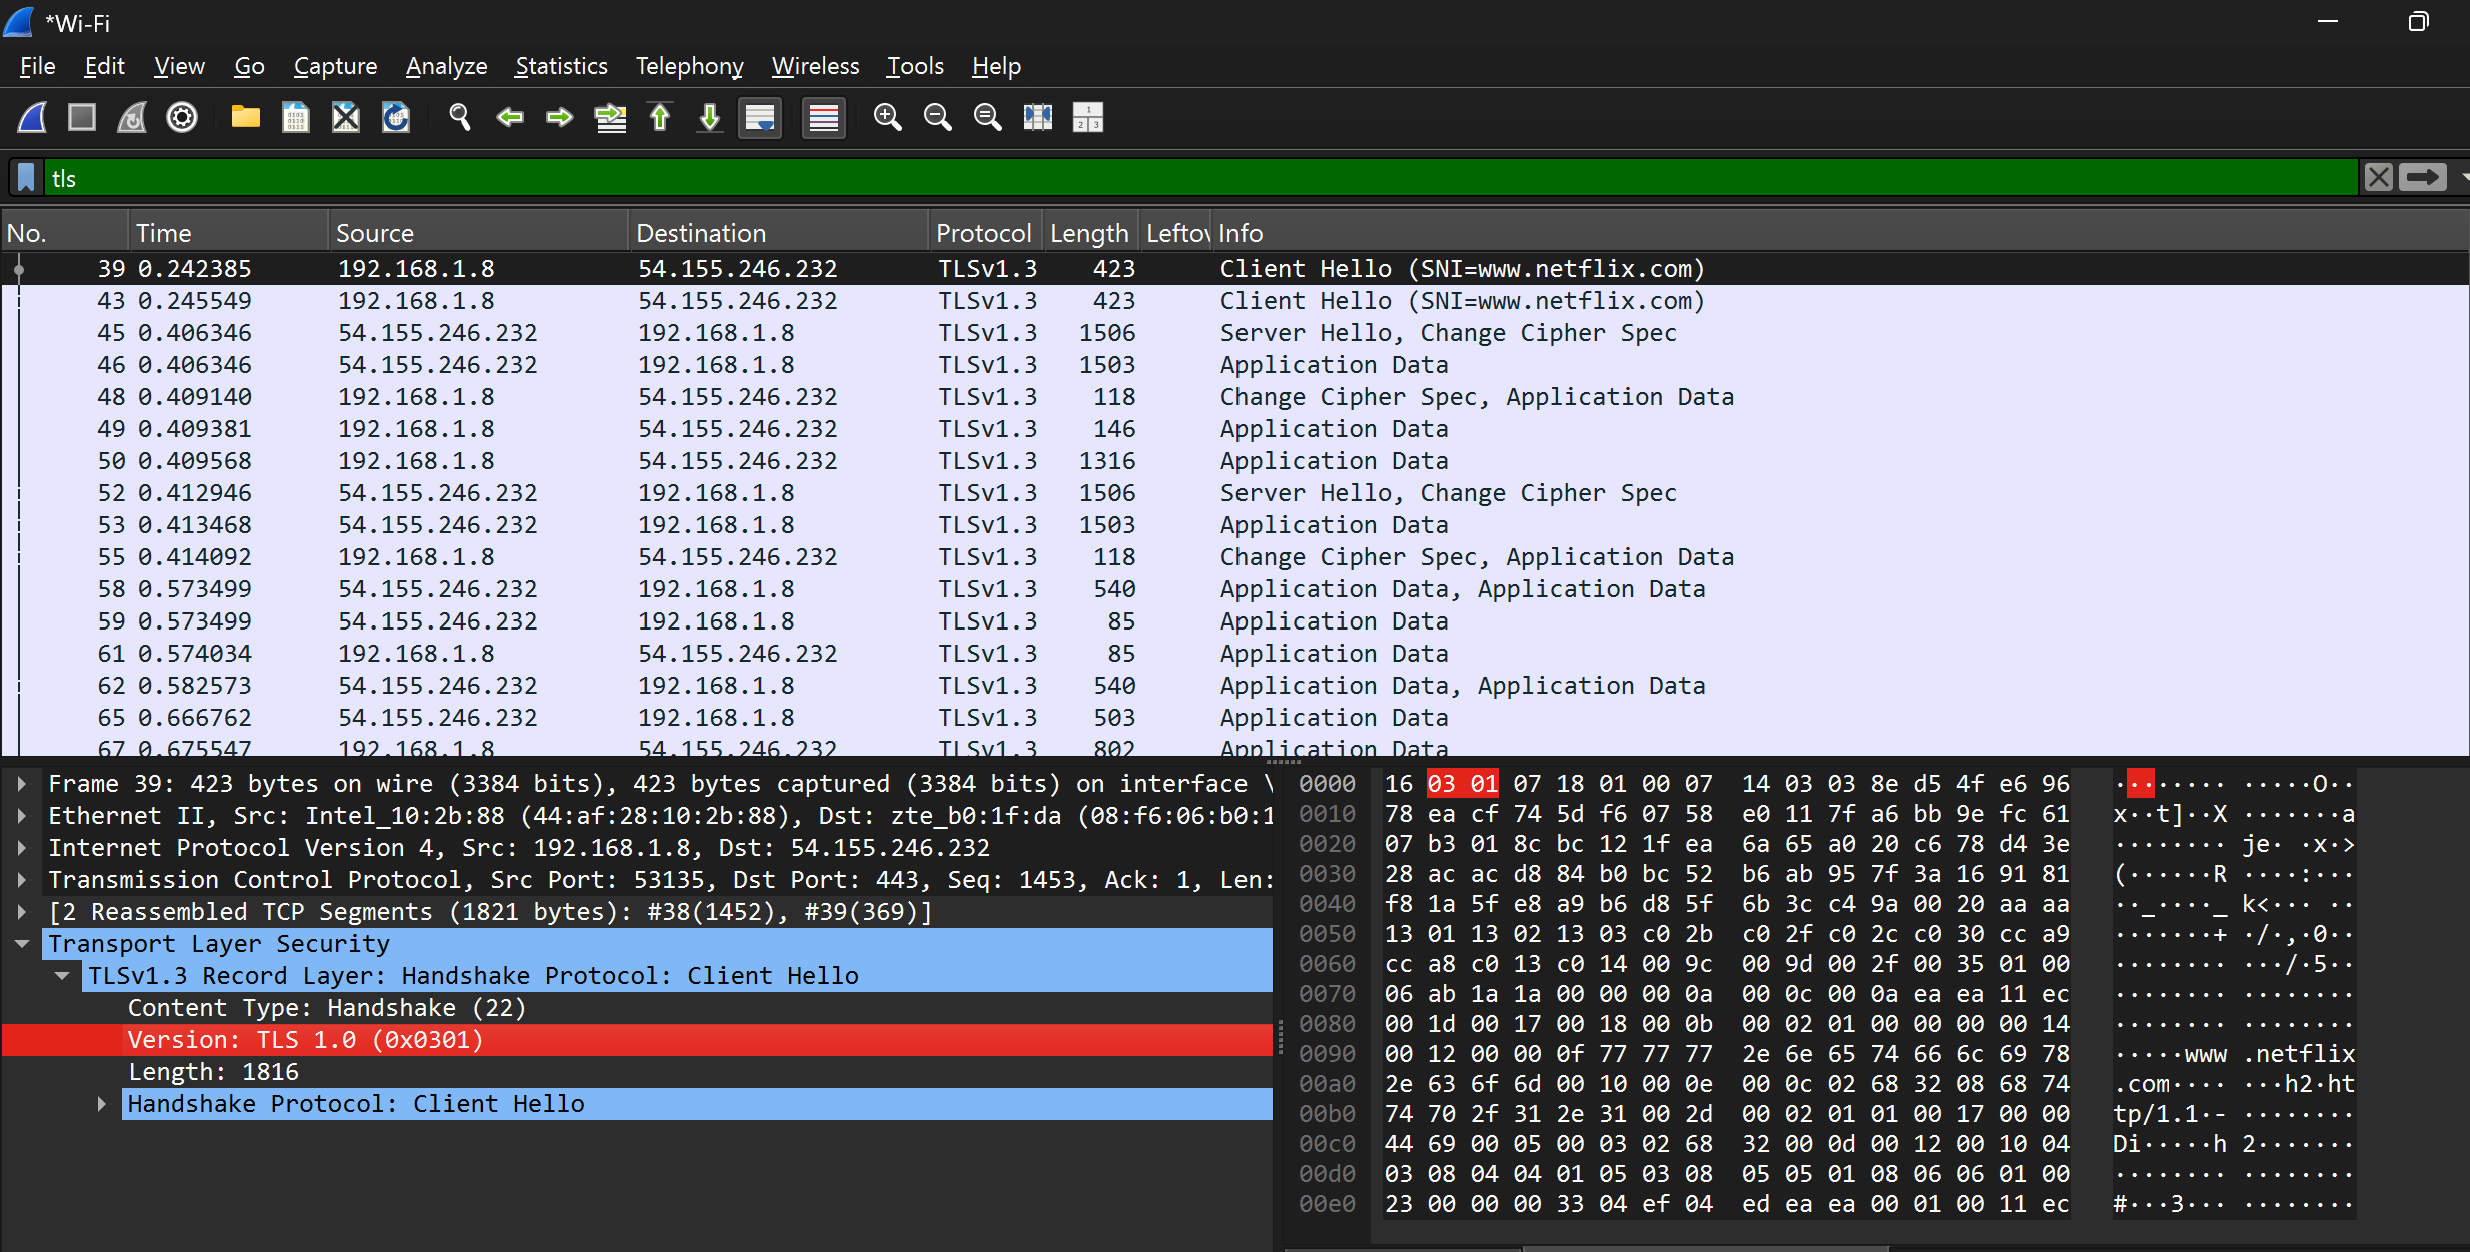 *Wi-Fi
File Edit View Go Capture Analyze Statistics Telephony Wireless Tools Help
tls
No. Time Source Destination Protocol Length Leftov Info
39 0.242385 192.168.1.8 54.155.246.232 TLSv1.3 423 Client Hello (SNI=www.netflix.com)
43 0.245549 192.168.1.8 54.155.246.232 TLSv1.3 423 Client Hello (SNI=www.netflix.com)
45 0.406346 54.155.246.232 192.168.1.8 TLSv1.3 1506 Server Hello, Change Cipher Spec
46 0.406346 54.155.246.232 192.168.1.8 TLSv1.3 1503 Application Data
48 0.409140 192.168.1.8 54.155.246.232 TLSv1.3 118 Change Cipher Spec, Application Data
49 0.409381 192.168.1.8 54.155.246.232 TLSv1.3 146 Application Data
50 0.409568 192.168.1.8 54.155.246.232 TLSv1.3 1316 Application Data
52 0.412946 54.155.246.232 192.168.1.8 TLSv1.3 1506 Server Hello, Change Cipher Spec
53 0.413468 54.155.246.232 192.168.1.8 TLSv1.3 1503 Application Data
55 0.414092 192.168.1.8 54.155.246.232 TLSv1.3 118 Change Cipher Spec, Application Data
58 0.573499 54.155.246.232 192.168.1.8 TLSv1.3 540 Application Data, Application Data
59 0.573499 54.155.246.232 192.168.1.8 TLSv1.3 85 Application Data
61 0.574034 192.168.1.8 54.155.246.232 TLSv1.3 85 Application Data
62 0.582573 54.155.246.232 192.168.1.8 TLSv1.3 540 Application Data, Application Data
65 0.666762 54.155.246.232 192.168.1.8 TLSv1.3 503 Application Data
67 0.675547 192.168.1.8 54.155.246.232 TLSv1.3 802 Application Data
Frame 39: 423 bytes on wire (3384 bits), 423 bytes captured (3384 bits) on interface \
Ethernet II, Src: Intel_10:2b:88 (44:af:28:10:2b:88), Dst: zte_b0:1f:da (08:f6:06:b0:1
Internet Protocol Version 4, Src: 192.168.1.8, Dst: 54.155.246.232
Transmission Control Protocol, Src Port: 53135, Dst Port: 443, Seq: 1453, Ack: 1, Len:
[2 Reassembled TCP Segments (1821 bytes): #38(1452), #39(369)]
Transport Layer Security
TLSv1.3 Record Layer: Handshake Protocol: Client Hello
Content Type: Handshake (22)
Version: TLS 1.0 (0x0301)
Length: 1816
Handshake Protocol: Client Hello
0000 16 03 01 07 18 01 00 07 14 03 03 8e d5 4f e6 96 ········ ·····O··
0010 78 ea cf 74 5d f6 07 58 e0 11 7f a6 bb 9e fc 61 x··t]··X ·······a
0020 07 b3 01 8c bc 12 1f ea 6a 65 a0 20 c6 78 d4 3e ········ je· ·x·>
0030 28 ac ac d8 84 b0 bc 52 b6 ab 95 7f 3a 16 91 81 (······R ····:···
0040 f8 1a 5f e8 a9 b6 d8 5f 6b 3c c4 9a 00 20 aa aa ··_····_ k<··· ··
0050 13 01 13 02 13 03 c0 2b c0 2f c0 2c c0 30 cc a9 ·······+ ·/·,·0··
0060 cc a8 c0 13 c0 14 00 9c 00 9d 00 2f 00 35 01 00 ········ ···/·5··
0070 06 ab 1a 1a 00 00 00 0a 00 0c 00 0a ea ea 11 ec ········ ········
0080 00 1d 00 17 00 18 00 0b 00 02 01 00 00 00 00 14 ········ ········
0090 00 12 00 00 0f 77 77 77 2e 6e 65 74 66 6c 69 78 ·····www .netflix
00a0 2e 63 6f 6d 00 10 00 0e 00 0c 02 68 32 08 68 74 .com···· ···h2·ht
00b0 74 70 2f 31 2e 31 00 2d 00 02 01 01 00 17 00 00 tp/1.1·- ········
00c0 44 69 00 05 00 03 02 68 32 00 0d 00 12 00 10 04 Di·····h 2·······
00d0 03 08 04 04 01 05 03 08 05 05 01 08 06 06 01 00 ········ ········
00e0 23 00 00 00 33 04 ef 04 ed ea ea 00 01 00 11 ec #···3··· ········